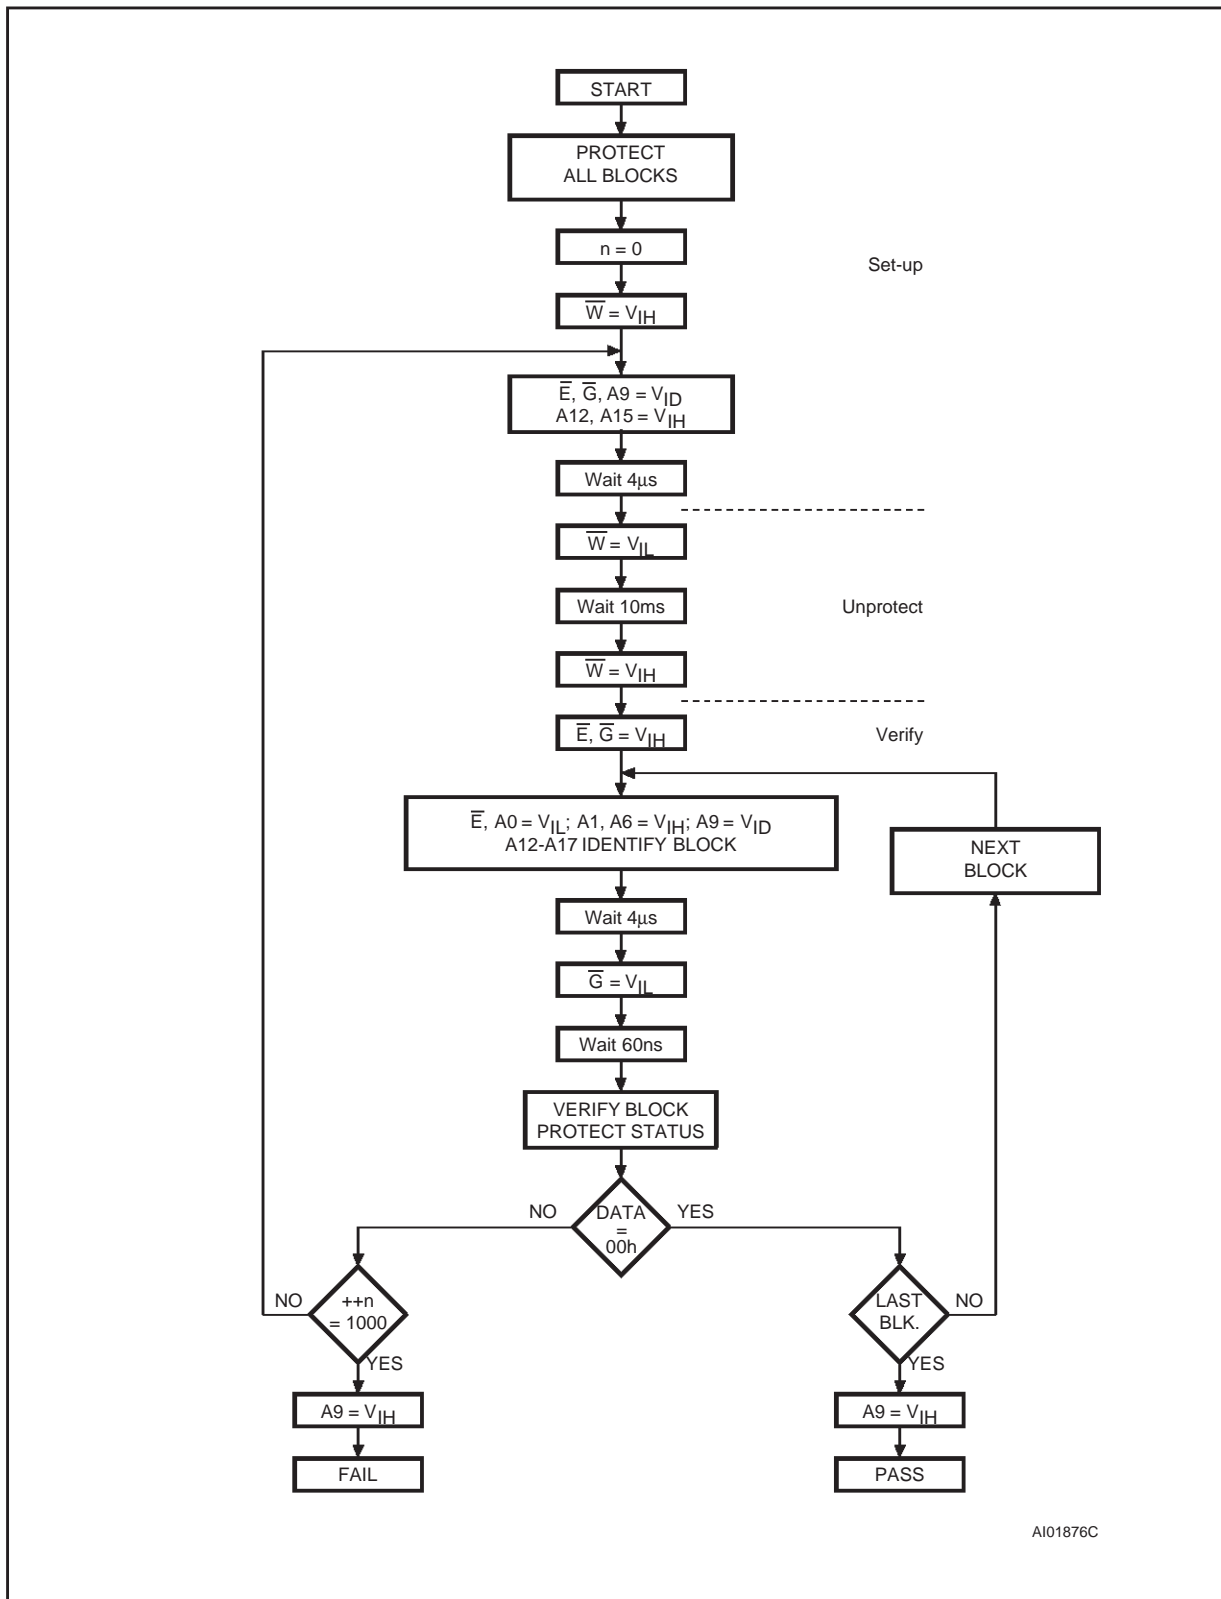 START
PROTECT
ALL BLOCKS
n = 0
Set-up
W̅ = VIH
E̅, G̅, A9 = VID
A12, A15 = VIH
Wait 4μs
W̅ = VIL
Wait 10ms
Unprotect
W̅ = VIH
E̅, G̅ = VIH
Verify
E̅, A0 = VIL; A1, A6 = VIH; A9 = VID
A12-A17 IDENTIFY BLOCK
NEXT
BLOCK
Wait 4μs
G̅ = VIL
Wait 60ns
VERIFY BLOCK
PROTECT STATUS
NO
DATA
=
00h
YES
NO
++n
= 1000
YES
LAST
BLK.
NO
YES
A9 = VIH
A9 = VIH
FAIL
PASS
AI01876C